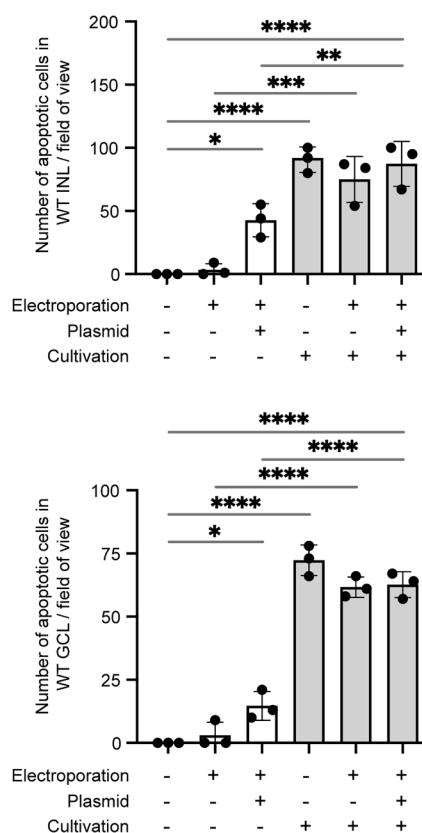 ****
**
***
****
*
Number of apoptotic cells in
WT INL / field of view
200
150
100
50
0
Electroporation - + + - + +
Plasmid - - + - - +
Cultivation - - - + + +
****
****
****
****
*
Number of apoptotic cells in
WT GCL / field of view
100
75
50
25
0
Electroporation - + + - + +
Plasmid - - + - - +
Cultivation - - - + + +